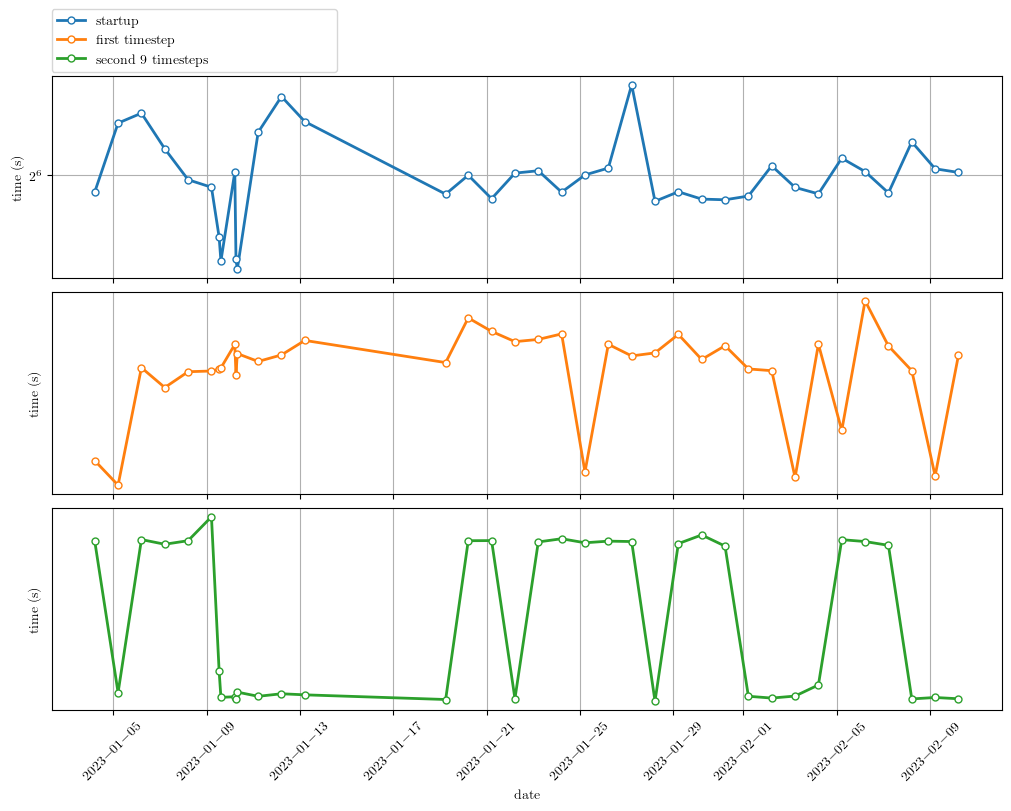 startup
first timestep
second 9 timesteps
time (s)
2⁶
time (s)
time (s)
2023−01−05
2023−01−09
2023−01−13
2023−01−17
2023−01−21
2023−01−25
2023−01−29
2023−02−01
2023−02−05
2023−02−09
date